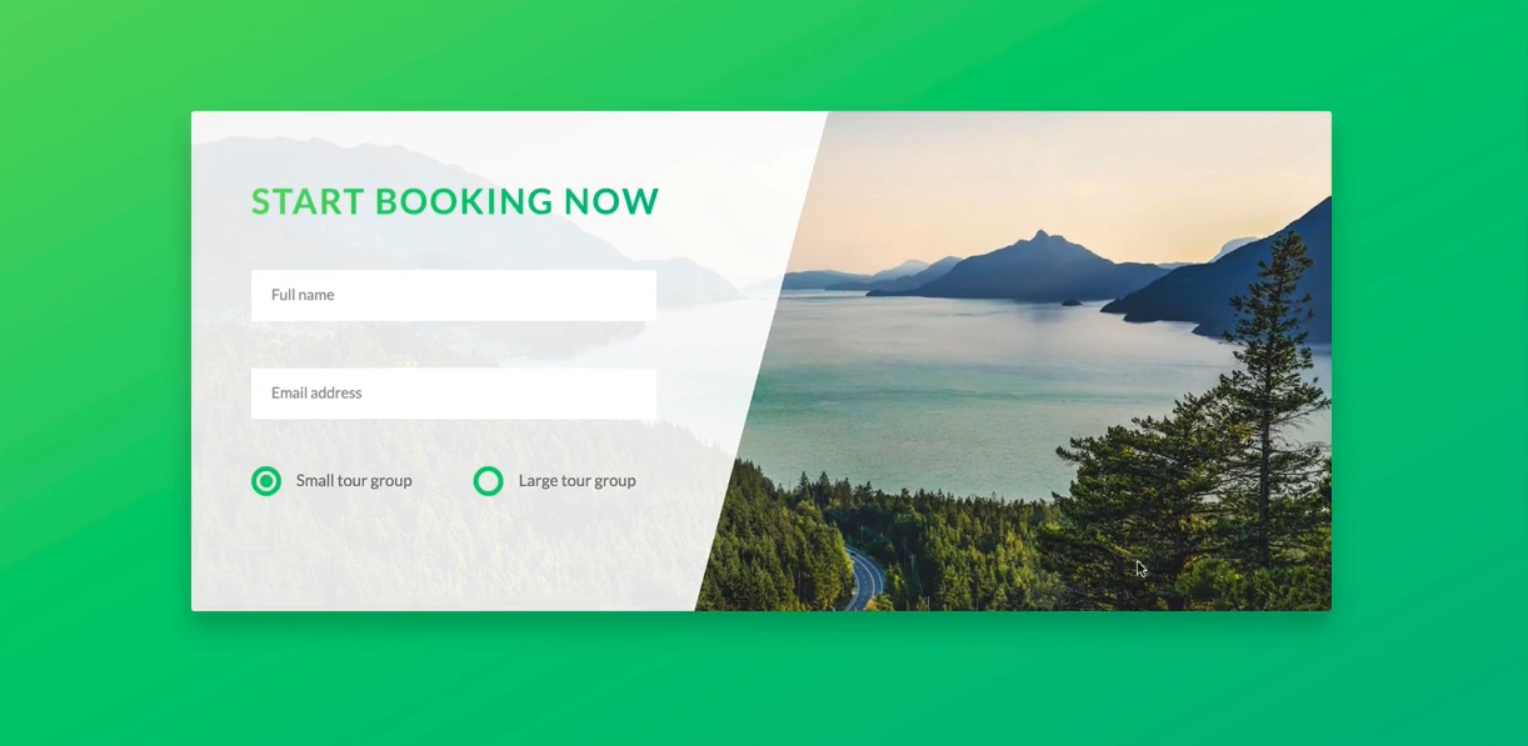 START BOOKING NOW
Full name
Email address
Small tour group Large tour group